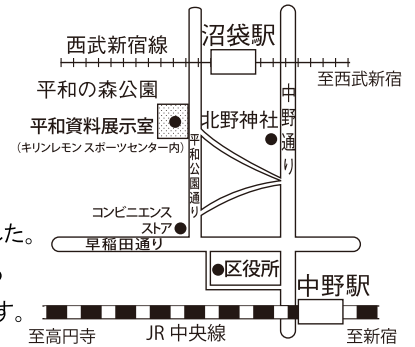 沼袋駅
西武新宿線
至西武新宿
平和の森公園
中野通り
平和資料展示室
(キリンレモン スポーツセンター内)
北野神社
平和公園通り
コンビニエンス
ストア
た。
早稲田通り
区役所
中野駅
す。
至高円寺
JR 中央線
至新宿